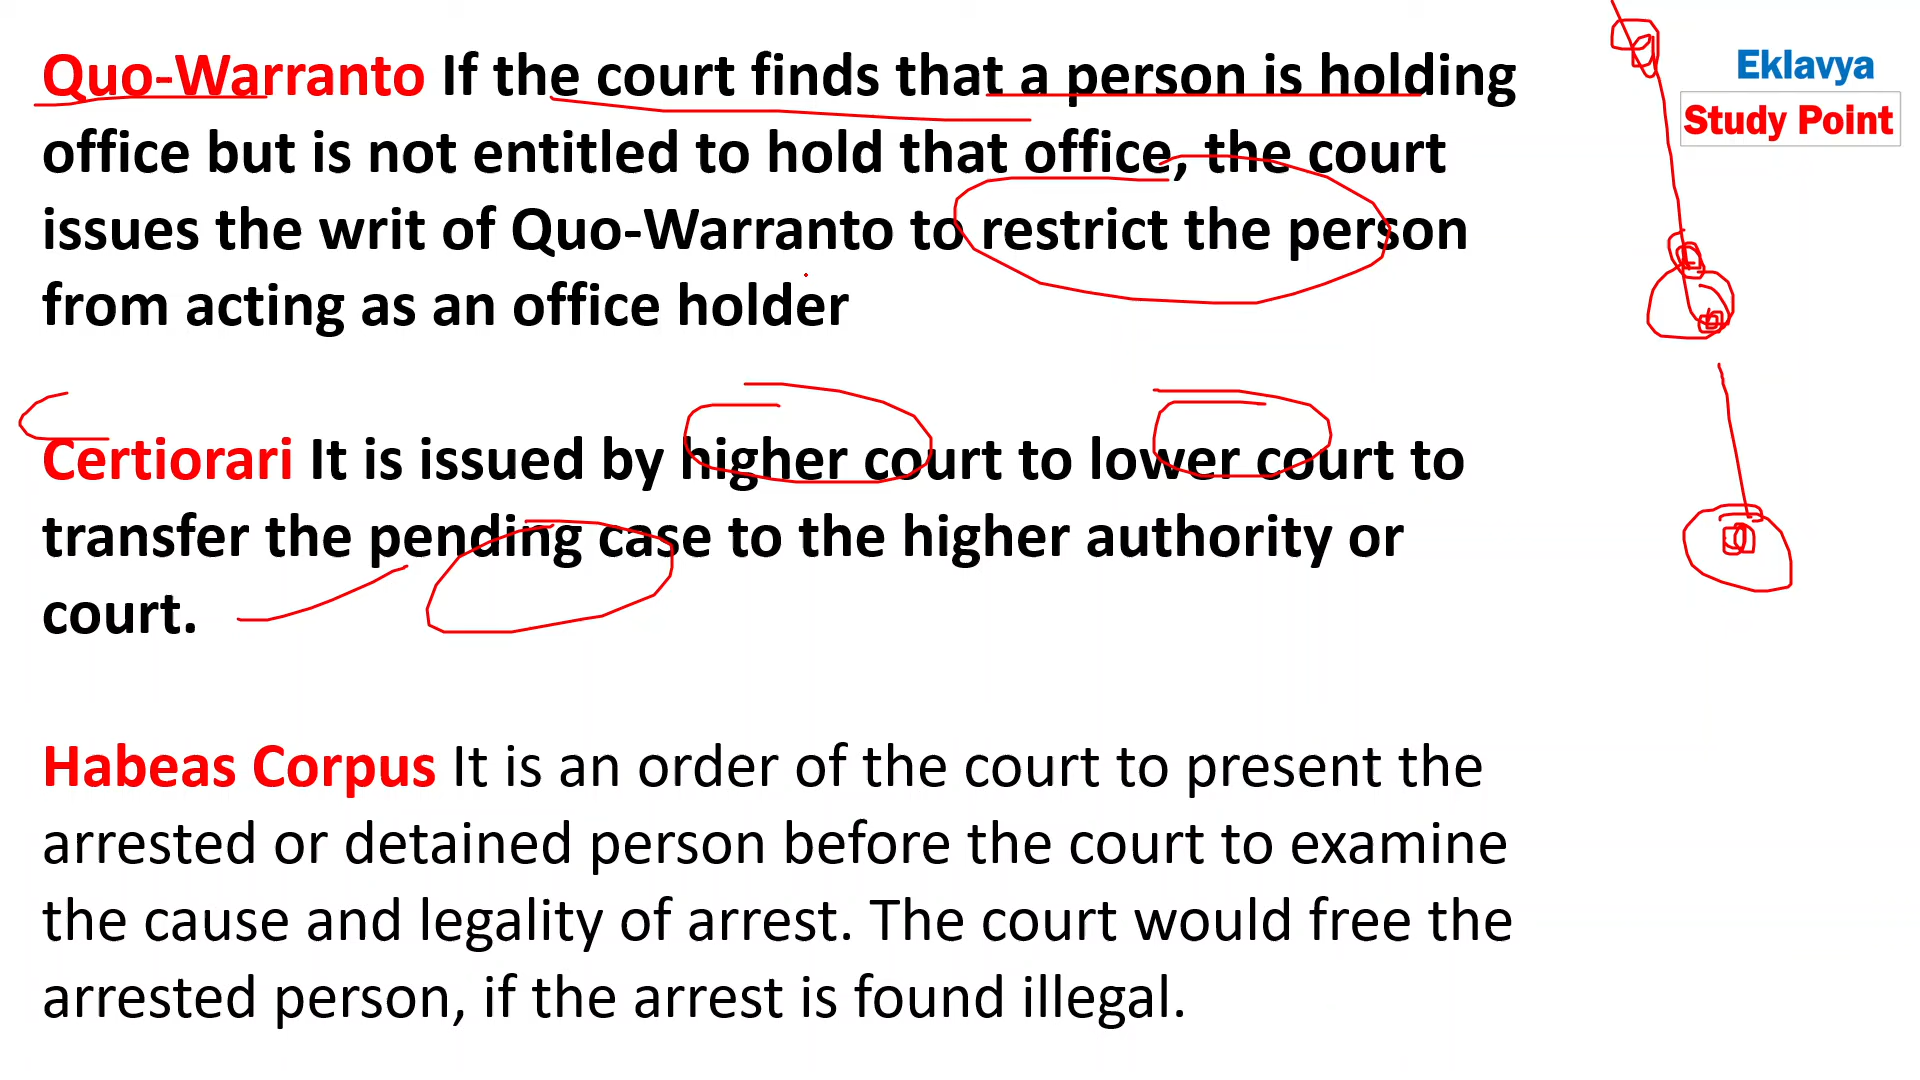 Quo-Warranto If the court finds that a person is holding
office but is not entitled to hold that office, the court
issues the writ of Quo-Warranto to restrict the person
from acting as an office holder
Certiorari It is issued by higher court to lower court to
transfer the pending case to the higher authority or
court.
Habeas Corpus It is an order of the court to present the
arrested or detained person before the court to examine
the cause and legality of arrest. The court would free the
arrested person, if the arrest is found illegal.
Eklavya
Study Point